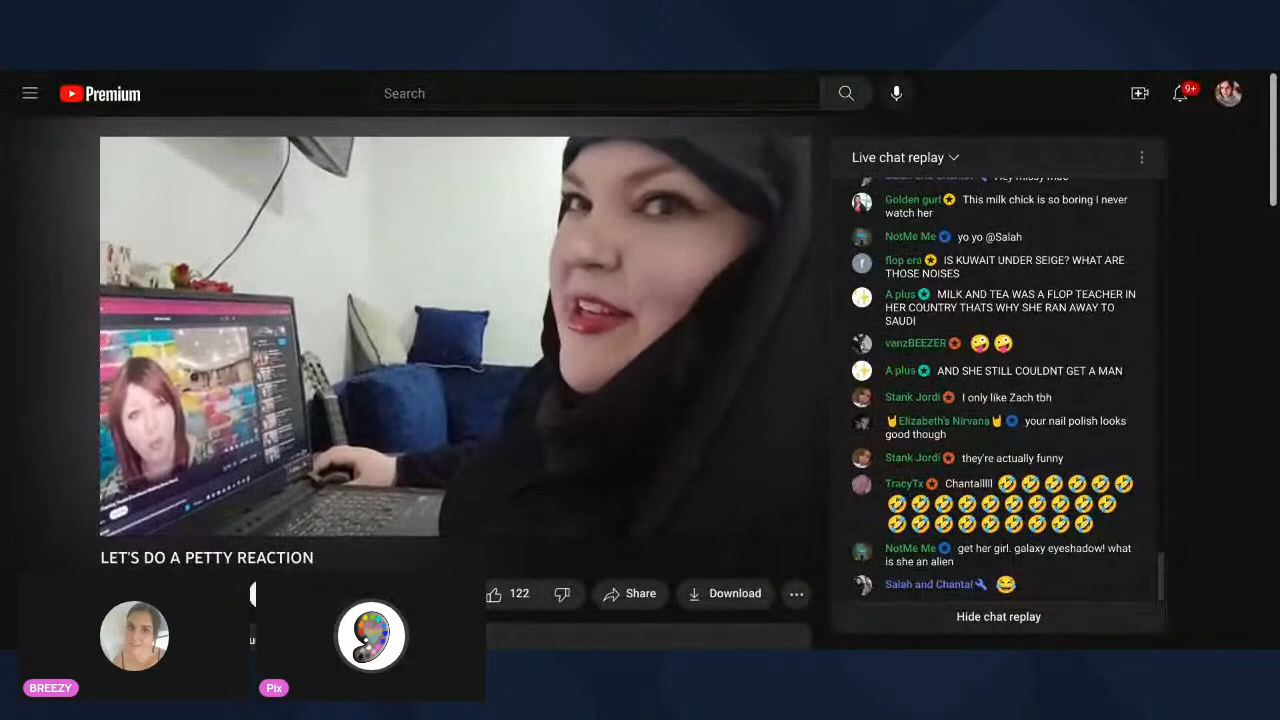 Premium
Search
9+
Live chat replay
Golden gurl This milk chick is so boring I never
watch her
NotMe Me yo yo @Salah
f
flop era IS KUWAIT UNDER SEIGE? WHAT ARE
THOSE NOISES
A plus MILK AND TEA WAS A FLOP TEACHER IN
HER COUNTRY THATS WHY SHE RAN AWAY TO
SAUDI
vanzBEEZER 🤪🤪
A plus AND SHE STILL COULDNT GET A MAN
Stank Jordi I only like Zach tbh
🤘Elizabeth's Nirvana🤘 your nail polish looks
good though
Stank Jordi they're actually funny
TracyTx Chantalllll 🤣🤣🤣🤣🤣🤣
🤣🤣🤣🤣🤣🤣🤣🤣🤣🤣
🤣🤣🤣🤣🤣🤣🤣🤣🤣
NotMe Me get her girl. galaxy eyeshadow! what
is she an alien
Salah and Chantal 😂
Hide chat replay
LET'S DO A PETTY REACTION
122
Share
Download
BREEZY
Pix